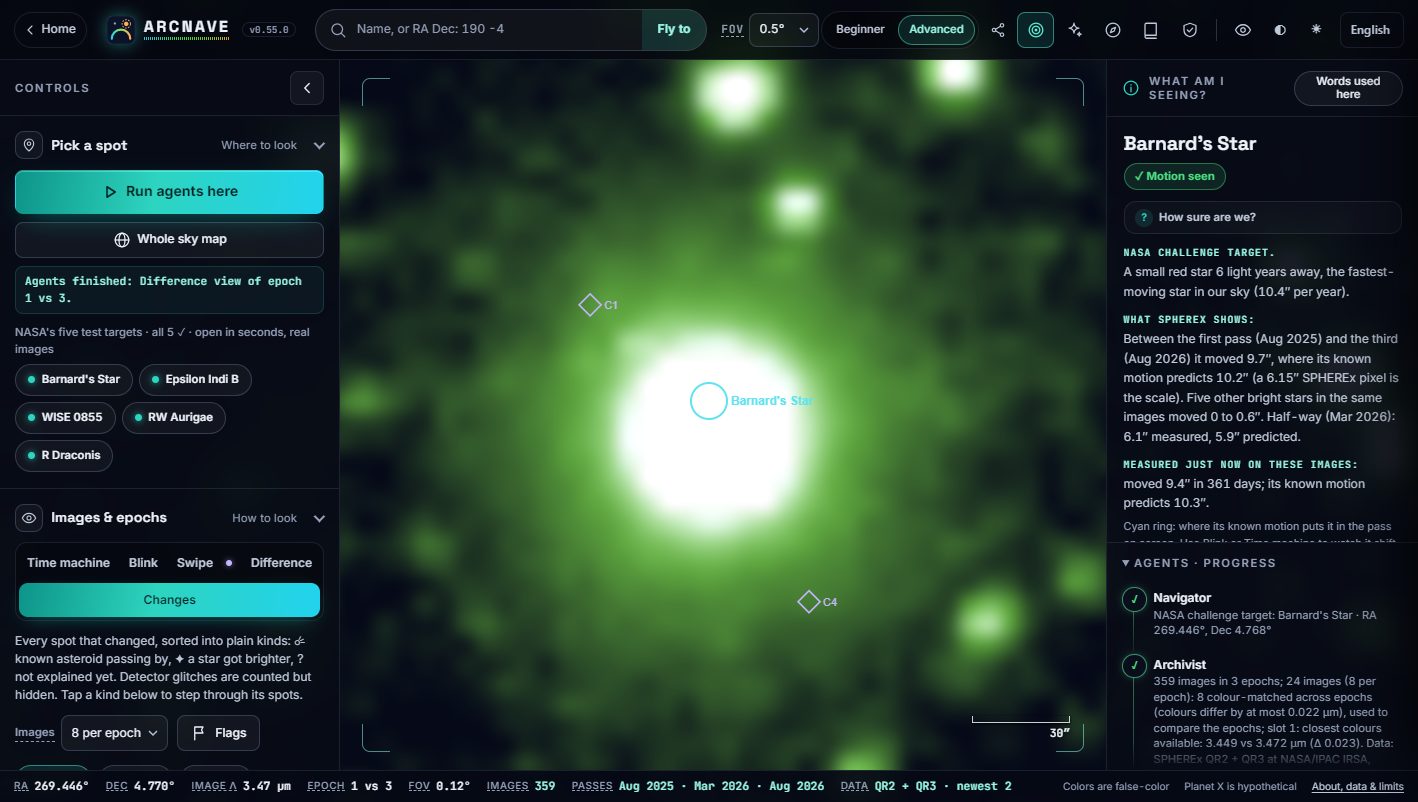 Home
ARCNAVE
v0.55.0
Name, or RA Dec: 190 -4
Fly to
FOV
0.5°
Beginner
Advanced
English
CONTROLS
Pick a spot
Where to look
Run agents here
Whole sky map
Agents finished: Difference view of epoch
1 vs 3.
NASA's five test targets · all 5 ✓ · open in seconds, real
images
Barnard's Star
Epsilon Indi B
WISE 0855
RW Aurigae
R Draconis
Images & epochs
How to look
Time machine
Blink
Swipe
Difference
Changes
Every spot that changed, sorted into plain kinds: ☄
known asteroid passing by, ✦ a star got brighter, ?
not explained yet. Detector glitches are counted but
hidden. Tap a kind below to step through its spots.
Images
8 per epoch
Flags
C1
Barnard's Star
C4
30″
WHAT AM I
SEEING?
Words used
here
Barnard's Star
✓ Motion seen
? How sure are we?
NASA CHALLENGE TARGET.
A small red star 6 light years away, the fastest-
moving star in our sky (10.4″ per year).
WHAT SPHEREX SHOWS:
Between the first pass (Aug 2025) and the third
(Aug 2026) it moved 9.7″, where its known
motion predicts 10.2″ (a 6.15″ SPHEREx pixel is
the scale). Five other bright stars in the same
images moved 0 to 0.6″. Half-way (Mar 2026):
6.1″ measured, 5.9″ predicted.
MEASURED JUST NOW ON THESE IMAGES:
moved 9.4″ in 361 days; its known motion
predicts 10.3″.
Cyan ring: where its known motion puts it in the pass
AGENTS · PROGRESS
Navigator
NASA challenge target: Barnard's Star · RA
269.446°, Dec 4.768°
Archivist
359 images in 3 epochs; 24 images (8 per
epoch): 8 colour-matched across epochs
(colours differ by at most 0.022 µm), used to
compare the epochs; slot 1: closest colours
available: 3.449 vs 3.472 µm (Δ 0.023). Data:
SPHEREx QR2 + QR3 at NASA/IPAC IRSA,
RA 269.446°
DEC 4.770°
IMAGE Λ 3.47 µm
EPOCH 1 vs 3
FOV 0.12°
IMAGES 359
PASSES Aug 2025 · Mar 2026 · Aug 2026
DATA QR2 + QR3 · newest 2
Colors are false-color
Planet X is hypothetical
About, data & limits